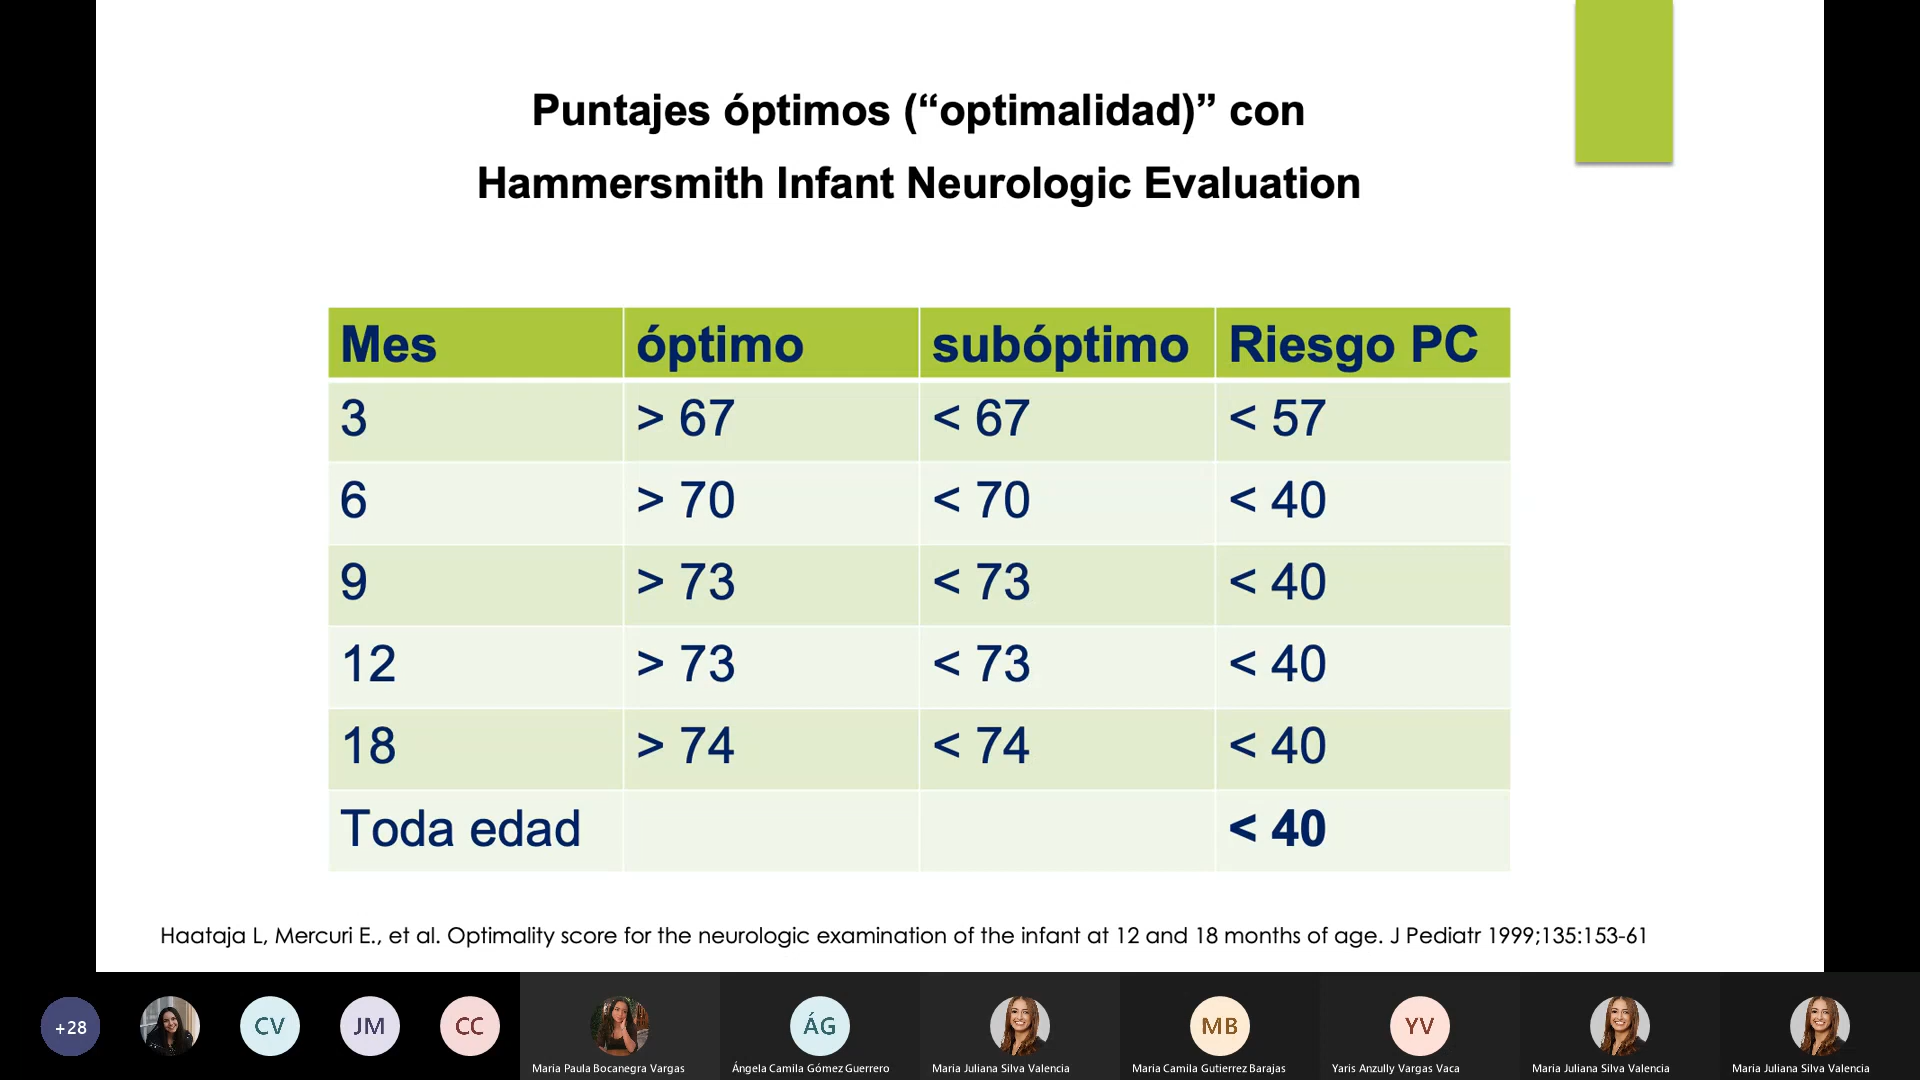 Puntajes óptimos (“optimalidad)” con
Hammersmith Infant Neurologic Evaluation
Mes óptimo subóptimo Riesgo PC
3 > 67 < 67 < 57
6 > 70 < 70 < 40
9 > 73 < 73 < 40
12 > 73 < 73 < 40
18 > 74 < 74 < 40
Toda edad < 40
Haataja L, Mercuri E., et al. Optimality score for the neurologic examination of the infant at 12 and 18 months of age. J Pediatr 1999;135:153-61
+28 CV JM CC ÁG MB YV
Maria Paula Bocanegra Vargas Ángela Camila Gómez Guerrero Maria Juliana Silva Valencia Maria Camila Gutierrez Barajas Yaris Anzully Vargas Vaca Maria Juliana Silva Valencia Maria Juliana Silva Valencia